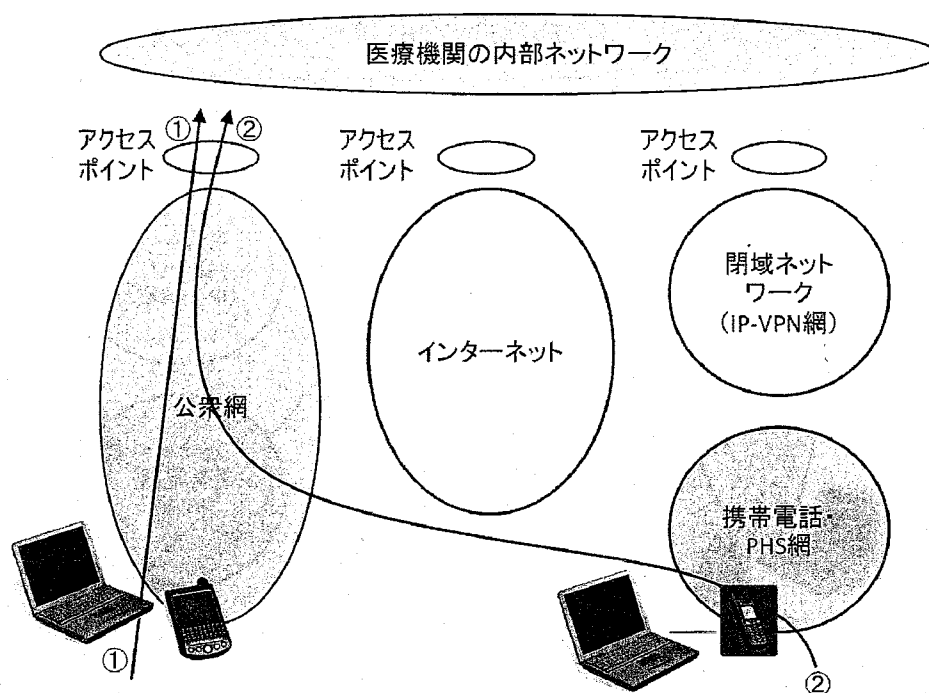 医療機関の内部ネットワーク
① ②
アクセス
ポイント
アクセス
ポイント
アクセス
ポイント
閉域ネット
ワーク
(IP-VPN網)
インターネット
公衆網
携帯電話・
PHS網
①
②